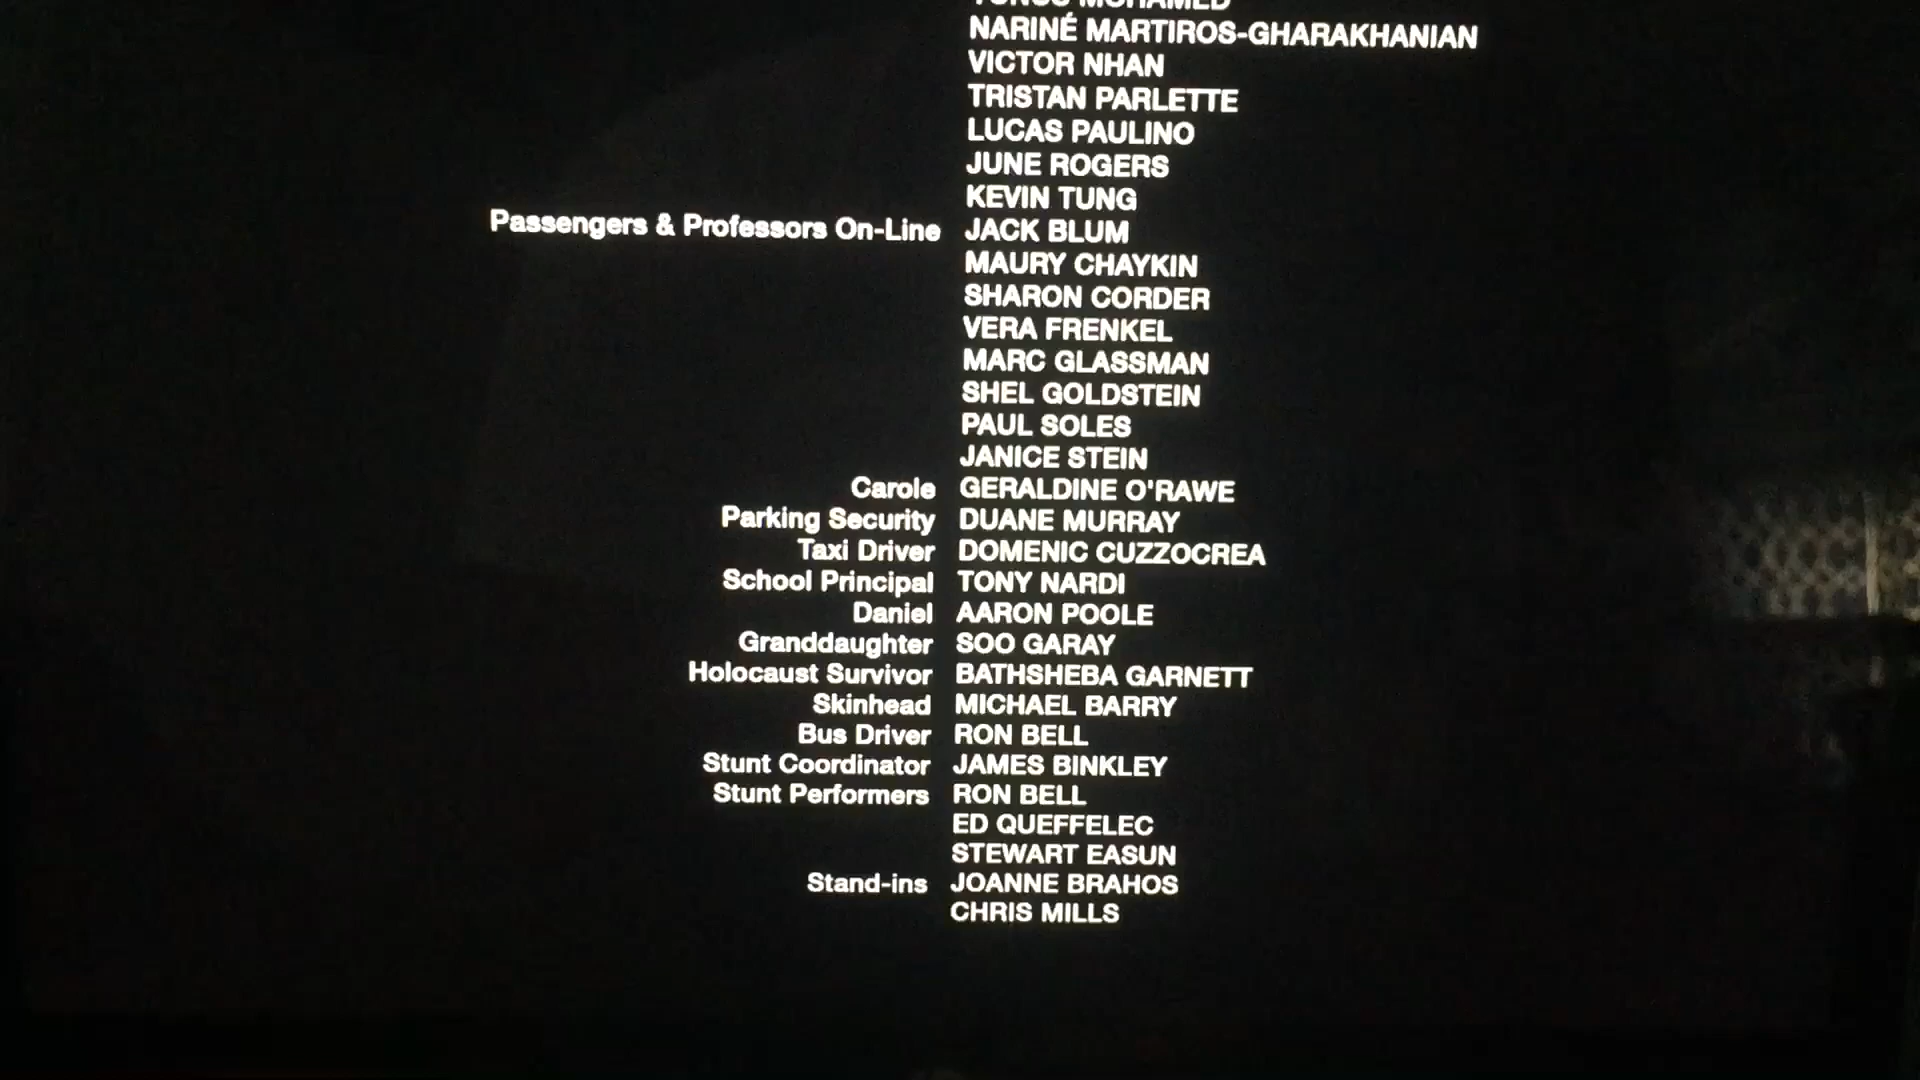 YUNUS MOHAMED
NARINÉ MARTIROS-GHARAKHANIAN
VICTOR NHAN
TRISTAN PARLETTE
LUCAS PAULINO
JUNE ROGERS
KEVIN TUNG
Passengers & Professors On-Line JACK BLUM
MAURY CHAYKIN
SHARON CORDER
VERA FRENKEL
MARC GLASSMAN
SHEL GOLDSTEIN
PAUL SOLES
JANICE STEIN
Carole GERALDINE O'RAWE
Parking Security DUANE MURRAY
Taxi Driver DOMENIC CUZZOCREA
School Principal TONY NARDI
Daniel AARON POOLE
Granddaughter SOO GARAY
Holocaust Survivor BATHSHEBA GARNETT
Skinhead MICHAEL BARRY
Bus Driver RON BELL
Stunt Coordinator JAMES BINKLEY
Stunt Performers RON BELL
ED QUEFFELEC
STEWART EASUN
Stand-ins JOANNE BRAHOS
CHRIS MILLS